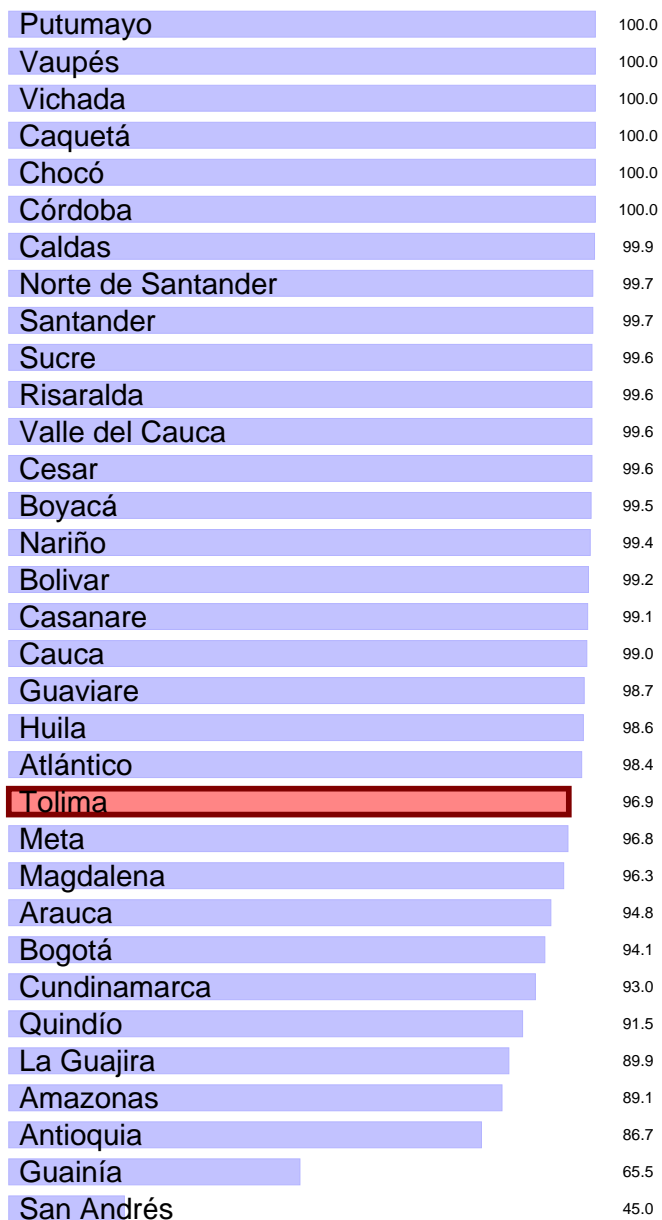 Putumayo 100.0
Vaupés 100.0
Vichada 100.0
Caquetá 100.0
Chocó 100.0
Córdoba 100.0
Caldas 99.9
Norte de Santander 99.7
Santander 99.7
Sucre 99.6
Risaralda 99.6
Valle del Cauca 99.6
Cesar 99.6
Boyacá 99.5
Nariño 99.4
Bolivar 99.2
Casanare 99.1
Cauca 99.0
Guaviare 98.7
Huila 98.6
Atlántico 98.4
Tolima 96.9
Meta 96.8
Magdalena 96.3
Arauca 94.8
Bogotá 94.1
Cundinamarca 93.0
Quindío 91.5
La Guajira 89.9
Amazonas 89.1
Antioquia 86.7
Guainía 65.5
San Andrés 45.0